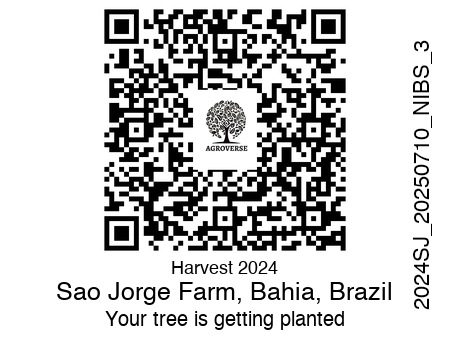 AGROVERSE
Harvest 2024
Sao Jorge Farm, Bahia, Brazil
Your tree is getting planted
2024SJ_20250710_NIBS_3